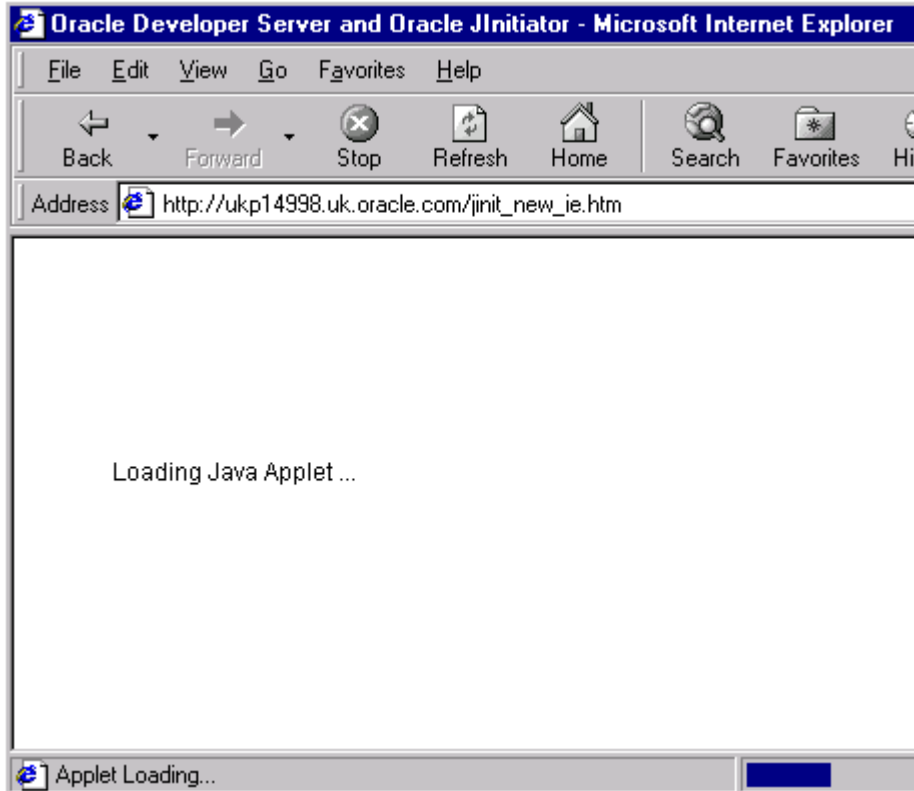 Oracle Developer Server and Oracle JInitiator - Microsoft Internet Explorer
File Edit View Go Favorites Help
Back Forward Stop Refresh Home Search Favorites
Address http://ukp14998.uk.oracle.com/jinit_new_ie.htm
Loading Java Applet ...
Applet Loading...